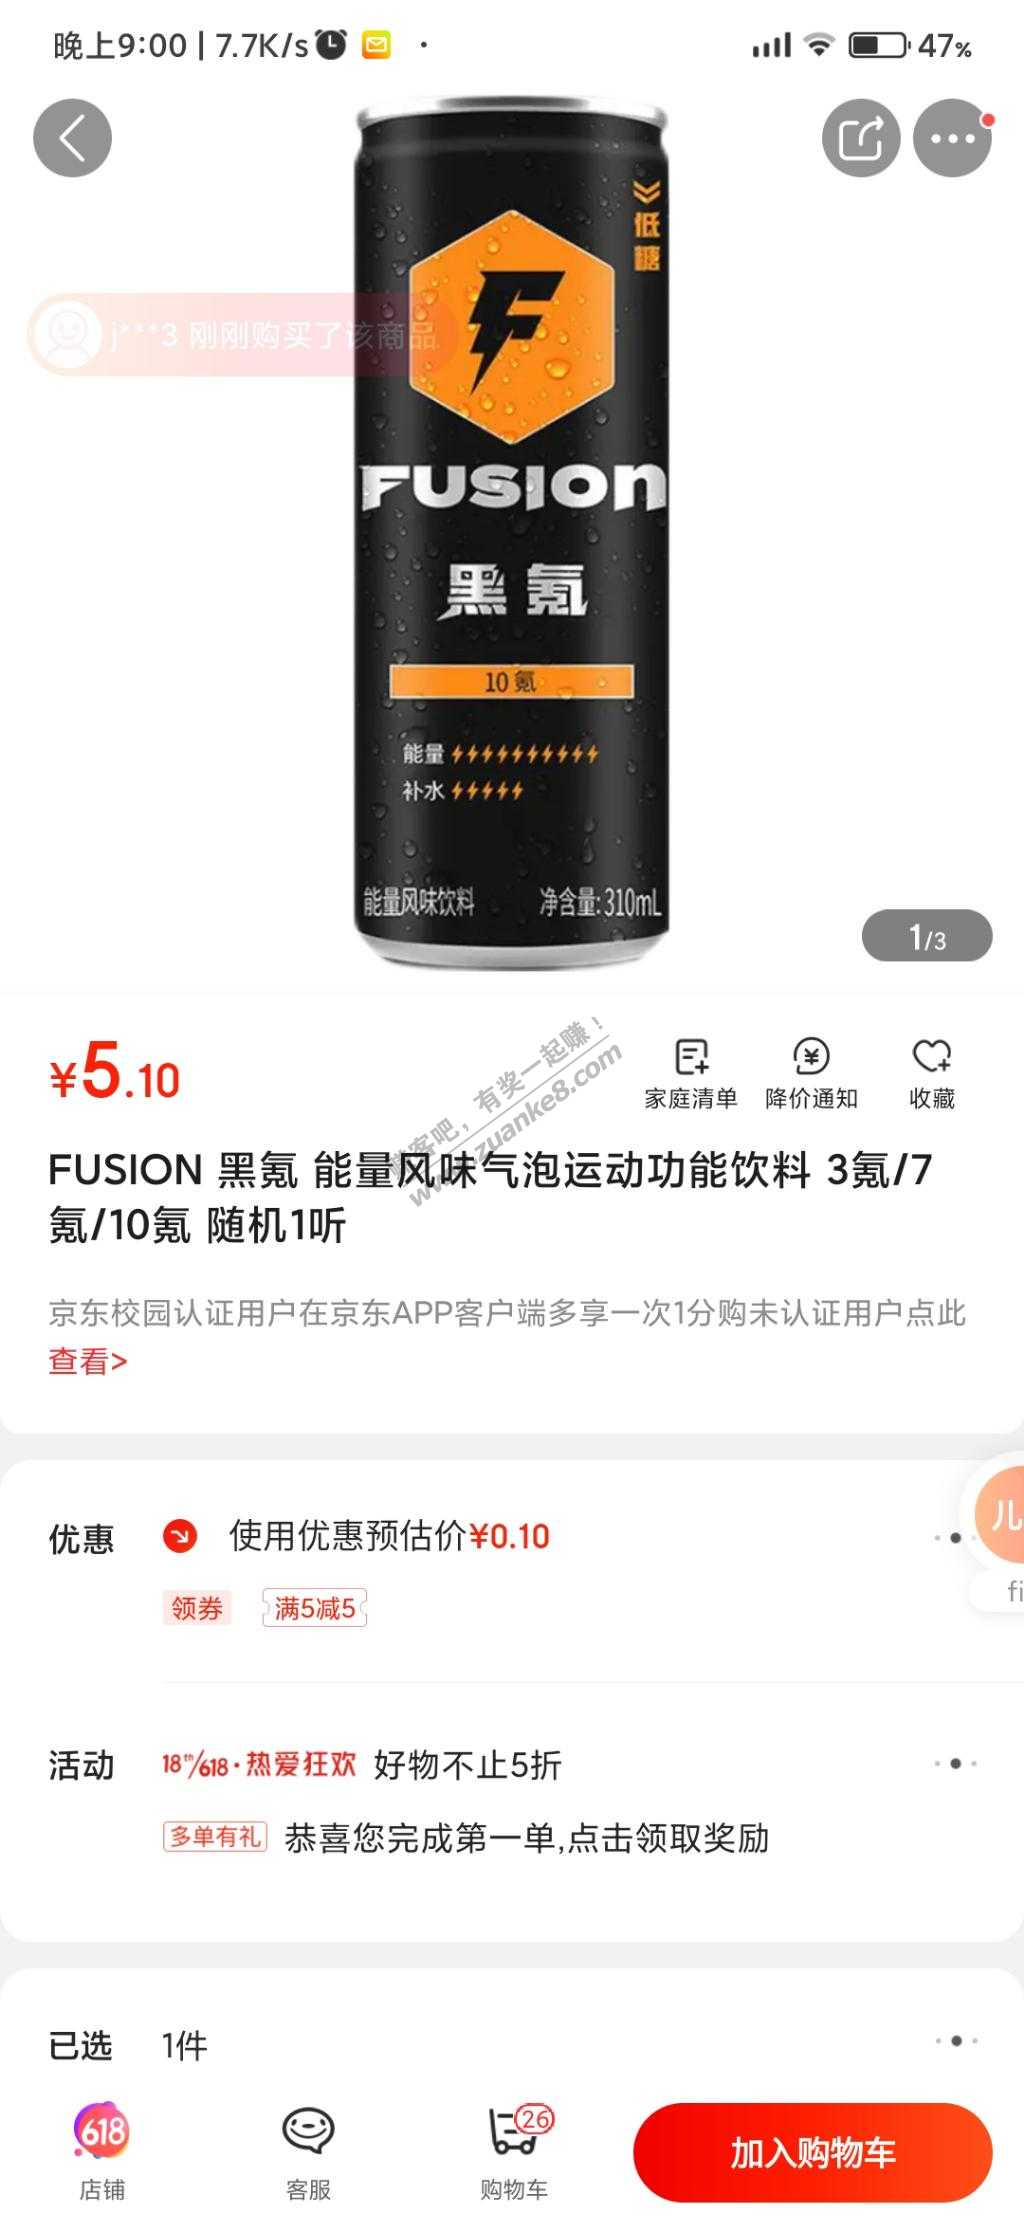 晚上9:00 | 7.7K/s
47%
低糖
j***3 刚刚购买了该商品
FUSION
黑氪
10 氪
能量
补水
能量风味饮料 净含量:310mL
1/3
¥5.10
家庭清单 降价通知 收藏
赚客吧，有奖一起赚！
www.zuanke8.com
FUSION 黑氪 能量风味气泡运动功能饮料 3氪/7
氪/10氪 随机1听
京东校园认证用户在京东APP客户端多享一次1分购未认证用户点此
查看>
优惠 使用优惠预估价¥0.10
领券 满5减5
活动 18th/618·热爱狂欢 好物不止5折
多单有礼 恭喜您完成第一单,点击领取奖励
已选 1件
618
26
店铺 客服 购物车 加入购物车